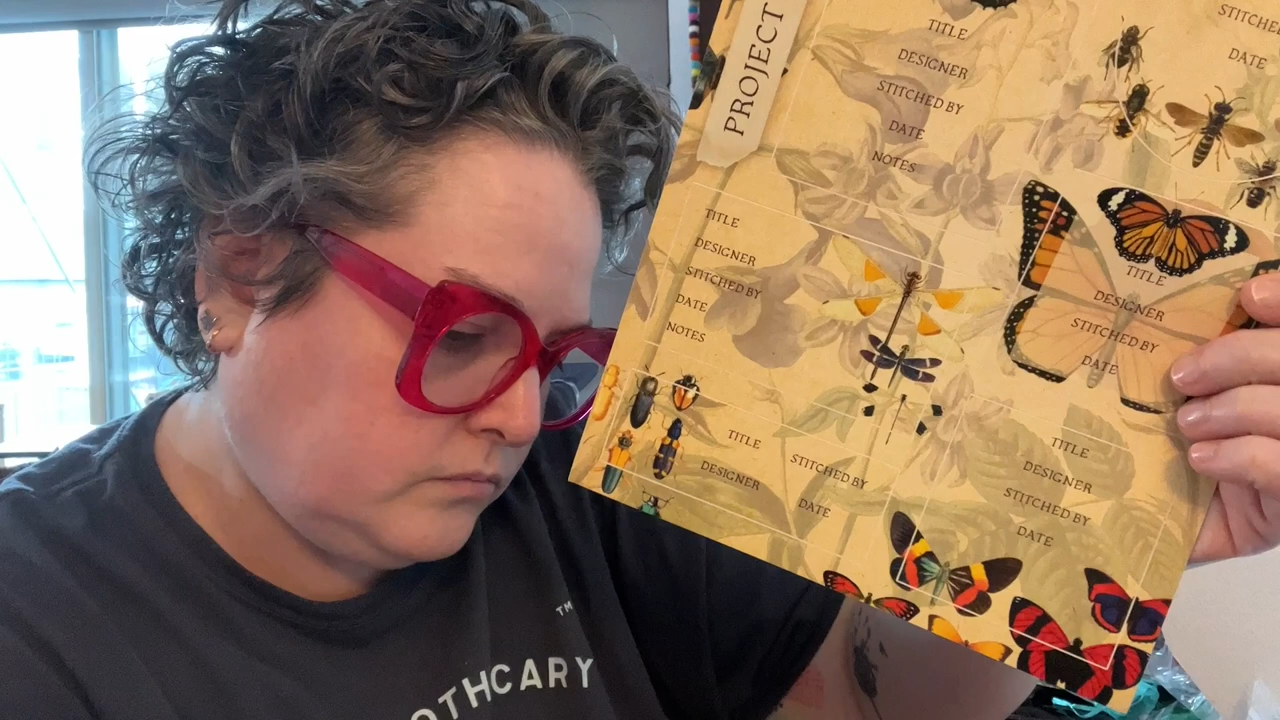 PROJECT
TITLE
DESIGNER
STITCHED BY
DATE
NOTES
STITCHED
DATE
TITLE
DESIGNER
STITCHED BY
DATE
NOTES
TITLE
DESIGNER
STITCHED BY
DATE
TITLE
DESIGNER
STITCHED BY
DATE
TITLE
DESIGNER
STITCHED BY
DATE
TM
OTHCARY